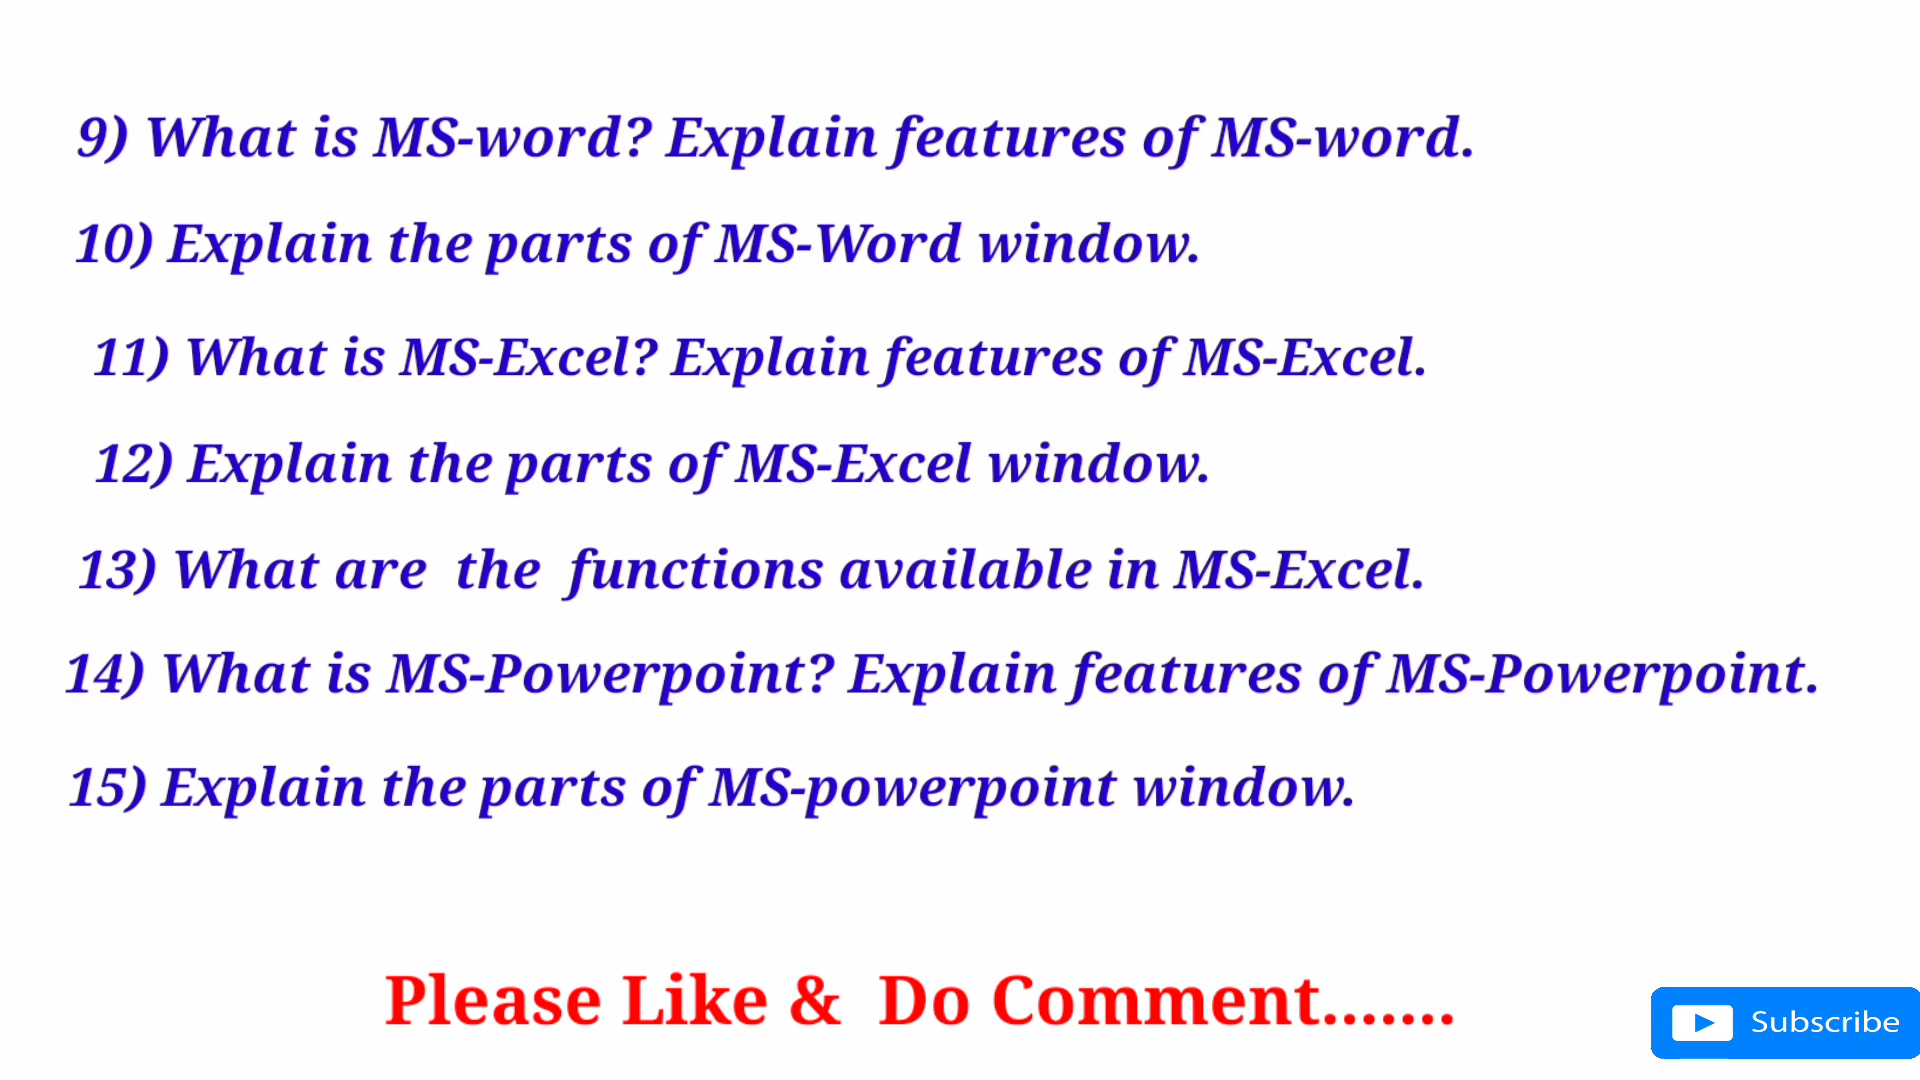 9) What is MS-word? Explain features of MS-word.
10) Explain the parts of MS-Word window.
11) What is MS-Excel? Explain features of MS-Excel.
12) Explain the parts of MS-Excel window.
13) What are the functions available in MS-Excel.
14) What is MS-Powerpoint? Explain features of MS-Powerpoint.
15) Explain the parts of MS-powerpoint window.
Please Like & Do Comment.......
Subscribe